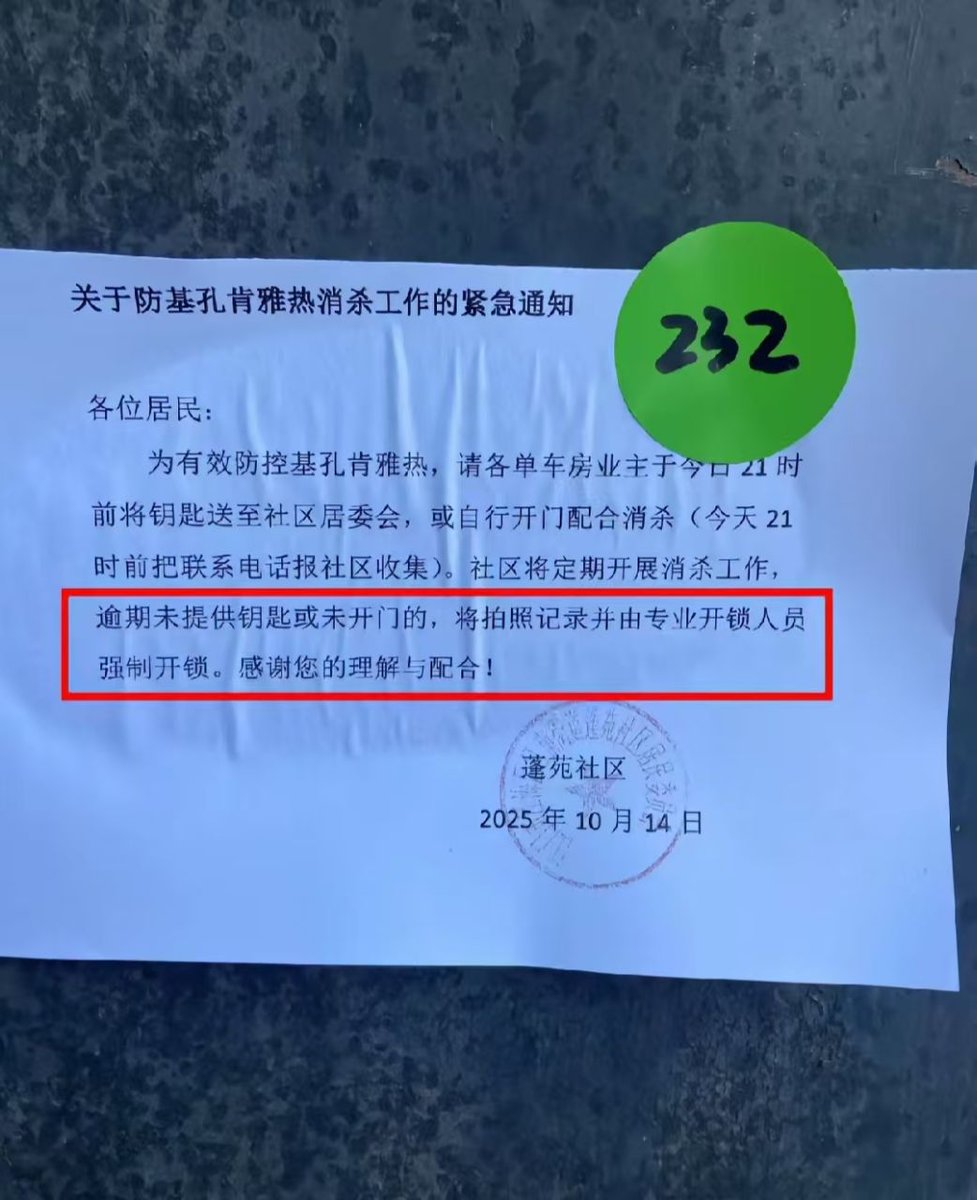 关于防基孔肯雅热消杀工作的紧急通知
232
各位居民：
为有效防控基孔肯雅热，请各单车房业主于今日 21 时
前将钥匙送至社区居委会，或自行开门配合消杀（今天 21
时前把联系电话报社区收集）。社区将定期开展消杀工作，
逾期未提供钥匙或未开门的，将拍照记录并由专业开锁人员
强制开锁。感谢您的理解与配合！
蓬苑社区居民委员
蓬苑社区
2025 年 10 月 14 日